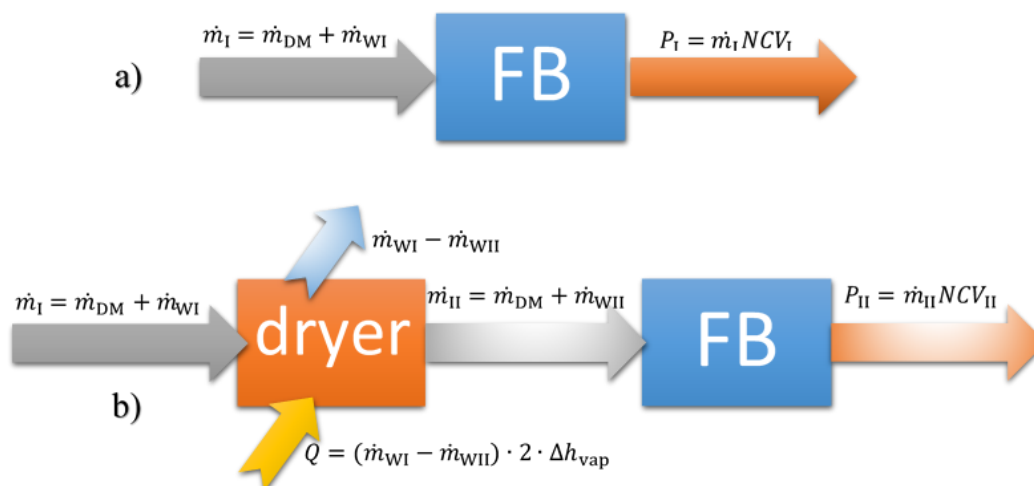 ṁ_I = ṁ_DM + ṁ_WI
P_I = ṁ_I NCV_I
a)
FB
ṁ_WI − ṁ_WII
ṁ_I = ṁ_DM + ṁ_WI
ṁ_II = ṁ_DM + ṁ_WII
P_II = ṁ_II NCV_II
dryer
FB
b)
Q = (ṁ_WI − ṁ_WII) · 2 · Δh_vap